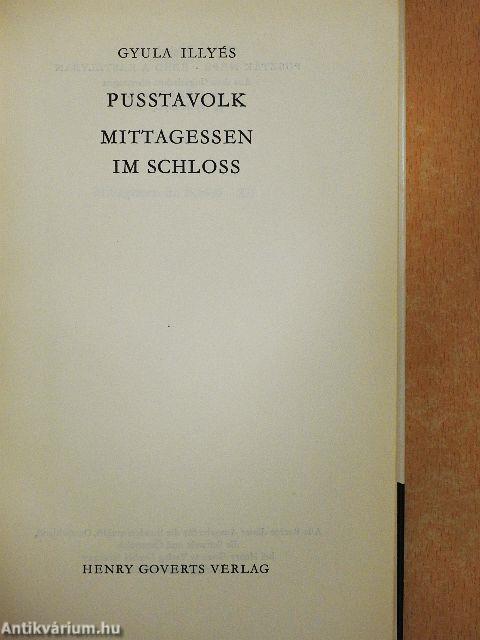 GYULA ILLYÉS
PUSSTAVOLK
MITTAGESSEN
IM SCHLOSS
HENRY GOVERTS VERLAG
Antikvárium.hu